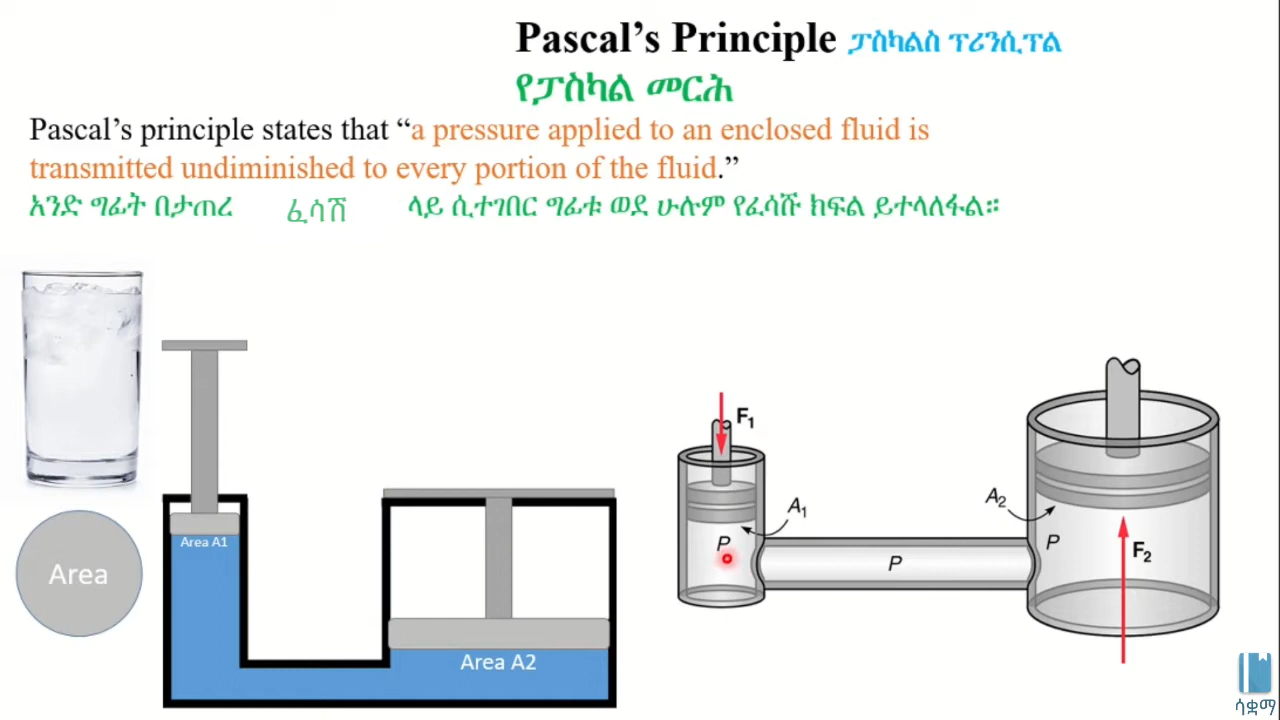 Pascal’s Principle ፓስካልስ ፕሪንሲፕል
የፓስካል መርሕ
Pascal’s principle states that “a pressure applied to an enclosed fluid is
transmitted undiminished to every portion of the fluid.”
አንድ ግፊት በታጠረ ፈሳሽ ላይ ሲተገበር ግፊቱ ወደ ሁሉም የፈሳሹ ክፍል ይተላለፋል።
Area
Area A1
Area A2
F1
A1
P
P
A2
P
F2
ሳቋማ